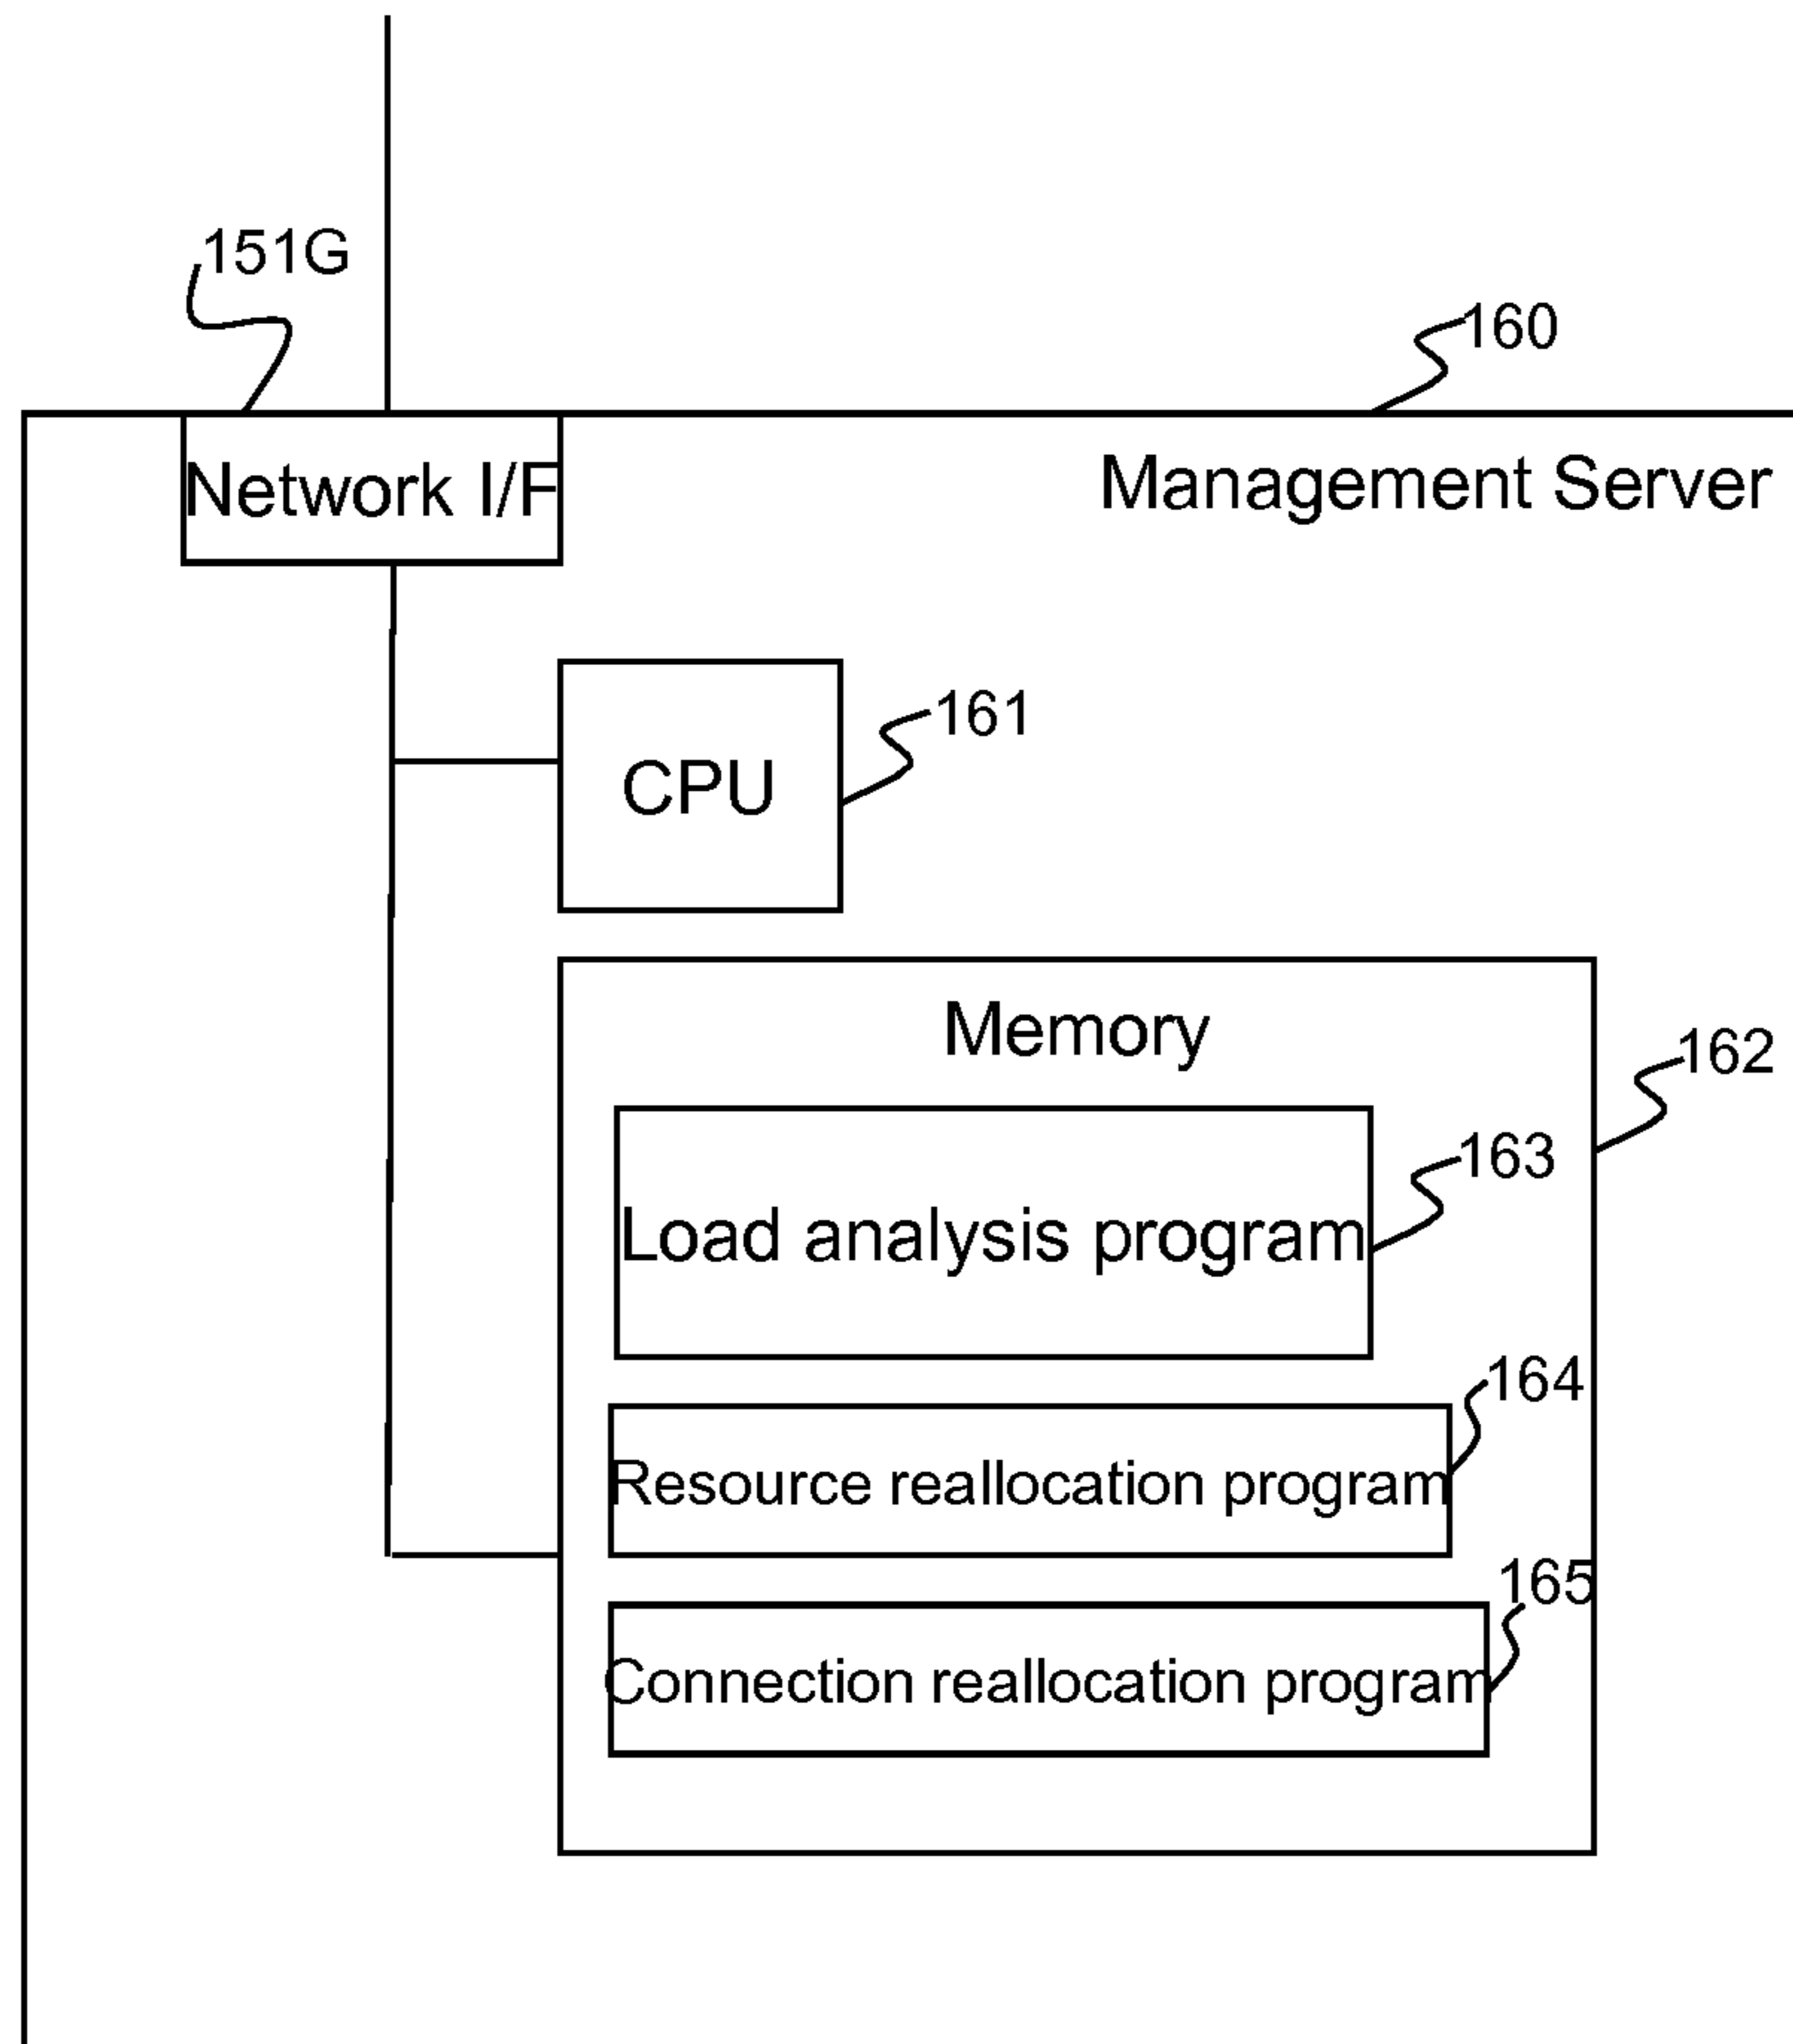 151G
160
Network I/F
Management Server
161
CPU
Memory
162
163
Load analysis program
164
Resource reallocation program
165
Connection reallocation program